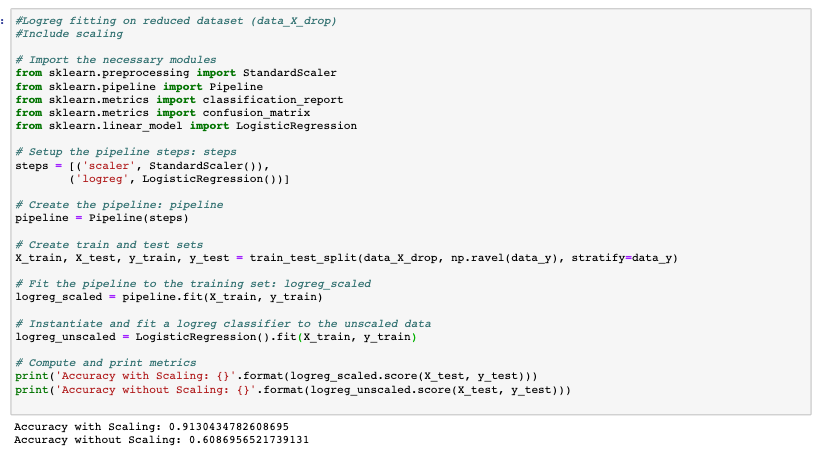 :
#Logreg fitting on reduced dataset (data_X_drop)
#Include scaling
# Import the necessary modules
from sklearn.preprocessing import StandardScaler
from sklearn.pipeline import Pipeline
from sklearn.metrics import classification_report
from sklearn.metrics import confusion_matrix
from sklearn.linear_model import LogisticRegression
# Setup the pipeline steps: steps
steps = [('scaler', StandardScaler()),
        ('logreg', LogisticRegression())]
# Create the pipeline: pipeline
pipeline = Pipeline(steps)
# Create train and test sets
X_train, X_test, y_train, y_test = train_test_split(data_X_drop, np.ravel(data_y), stratify=data_y)
# Fit the pipeline to the training set: logreg_scaled
logreg_scaled = pipeline.fit(X_train, y_train)
# Instantiate and fit a logreg classifier to the unscaled data
logreg_unscaled = LogisticRegression().fit(X_train, y_train)
# Compute and print metrics
print('Accuracy with Scaling: {}'.format(logreg_scaled.score(X_test, y_test)))
print('Accuracy without Scaling: {}'.format(logreg_unscaled.score(X_test, y_test)))
Accuracy with Scaling: 0.9130434782608695
Accuracy without Scaling: 0.6086956521739131